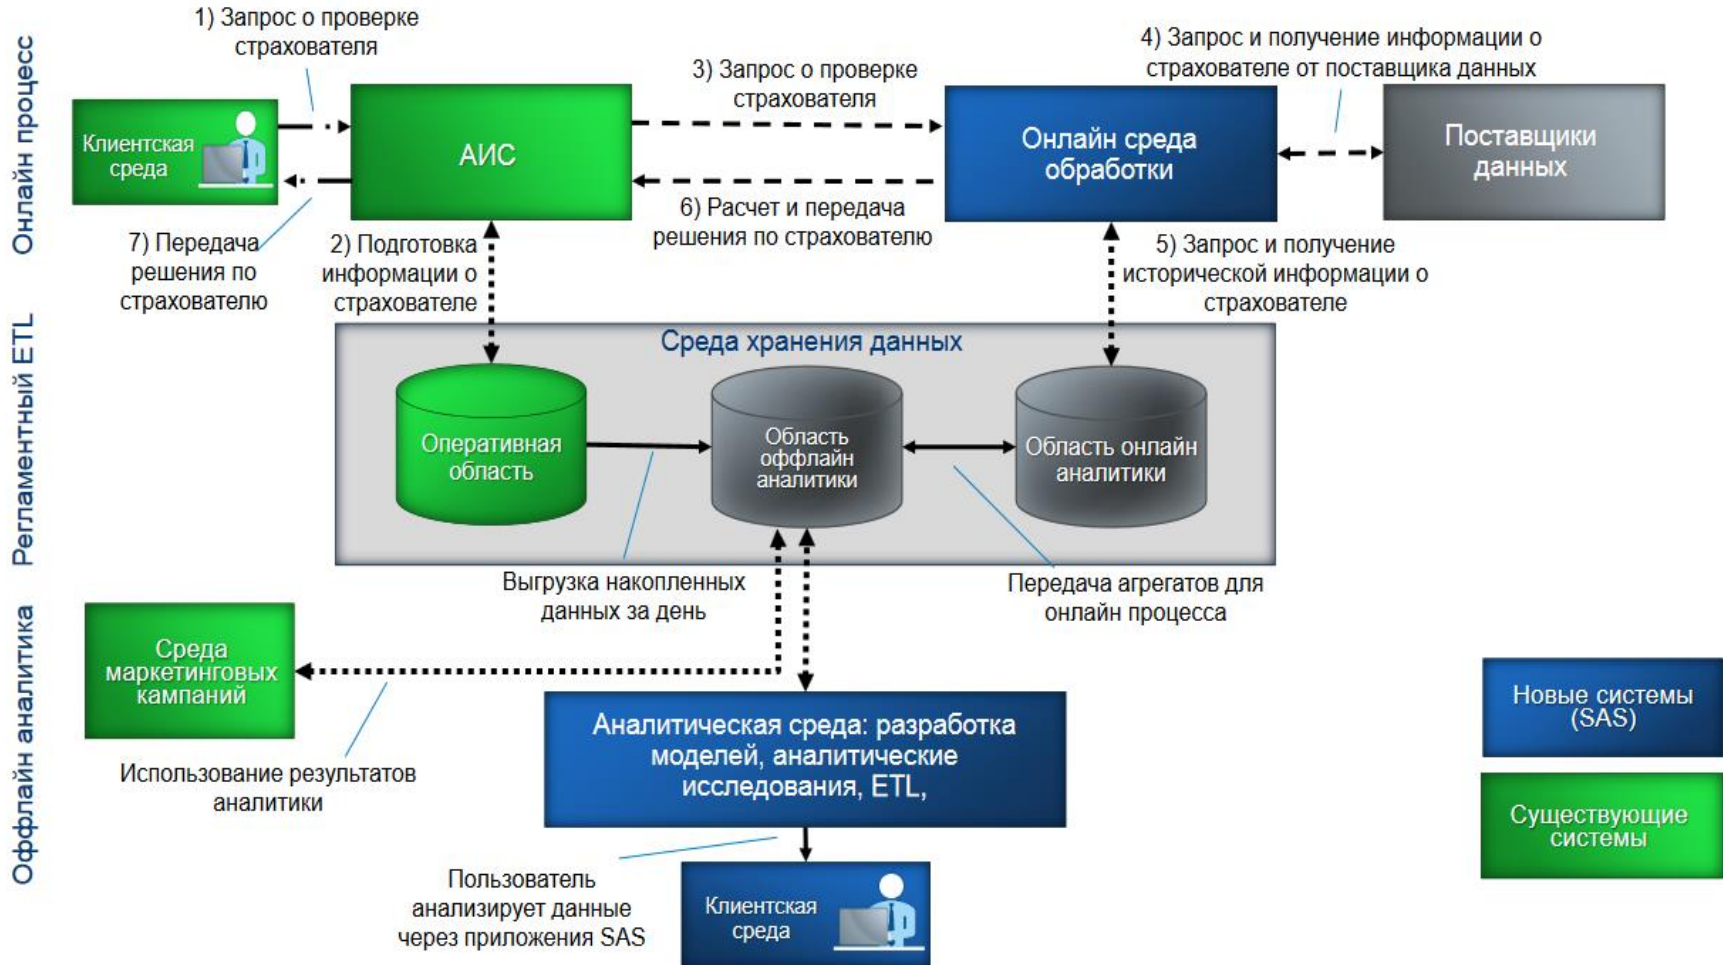 Онлайн процесс
1) Запрос о проверке
страхователя
Клиентская
среда
АИС
3) Запрос о проверке
страхователя
Онлайн среда
обработки
4) Запрос и получение информации о
страхователе от поставщика данных
Поставщики
данных
7) Передача
решения по
страхователю
2) Подготовка
информации о
страхователе
6) Расчет и передача
решения по страхователю
5) Запрос и получение
исторической информации о
страхователе
Регламентный ETL
Среда хранения данных
Оперативная
область
Область
оффлайн
аналитики
Область онлайн
аналитики
Выгрузка накопленных
данных за день
Передача агрегатов для
онлайн процесса
Оффлайн аналитика
Среда
маркетинговых
кампаний
Использование результатов
аналитики
Аналитическая среда: разработка
моделей, аналитические
исследования, ETL,
Пользователь
анализирует данные
через приложения SAS
Клиентская
среда
Новые системы
(SAS)
Существующие
системы